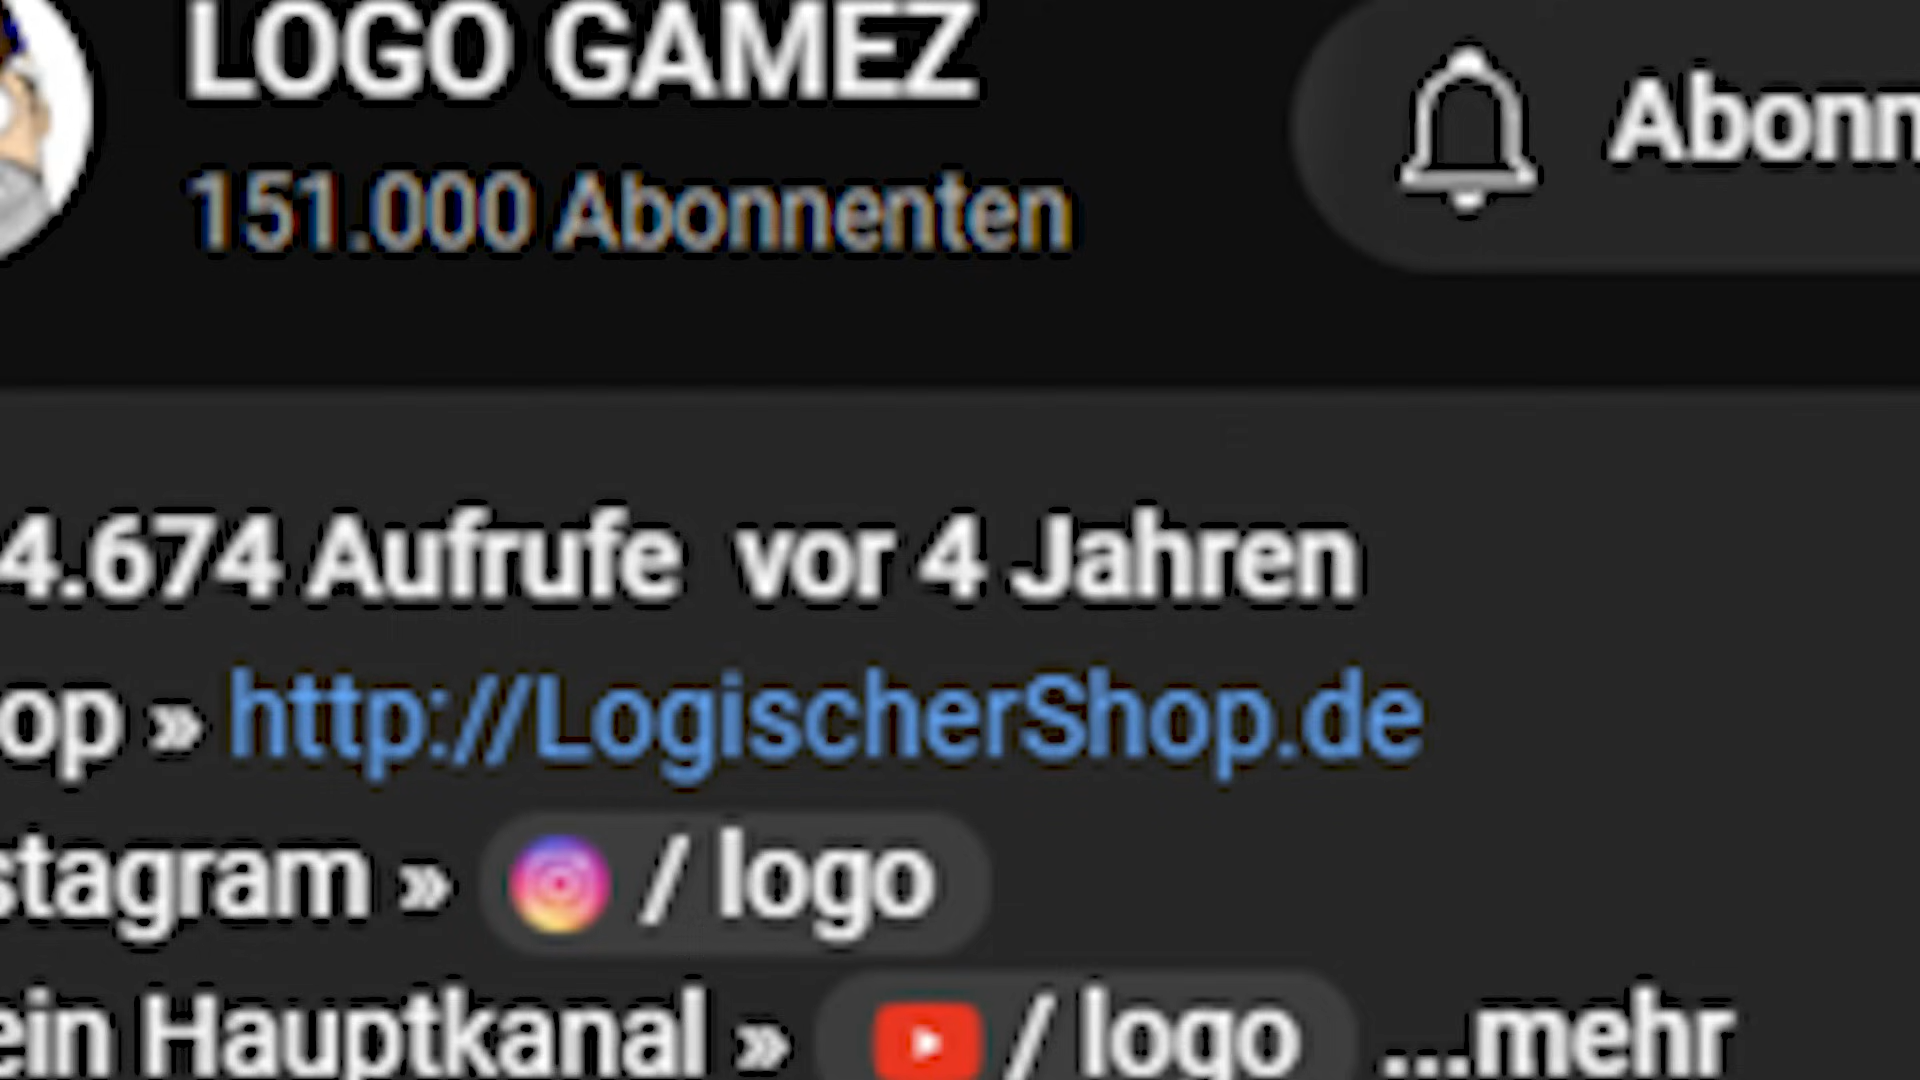 LOGO GAMEZ
151.000 Abonnenten
Abonn
4.674 Aufrufe vor 4 Jahren
op » http://LogischerShop.de
stagram » / logo
ein Hauptkanal » / logo ...mehr